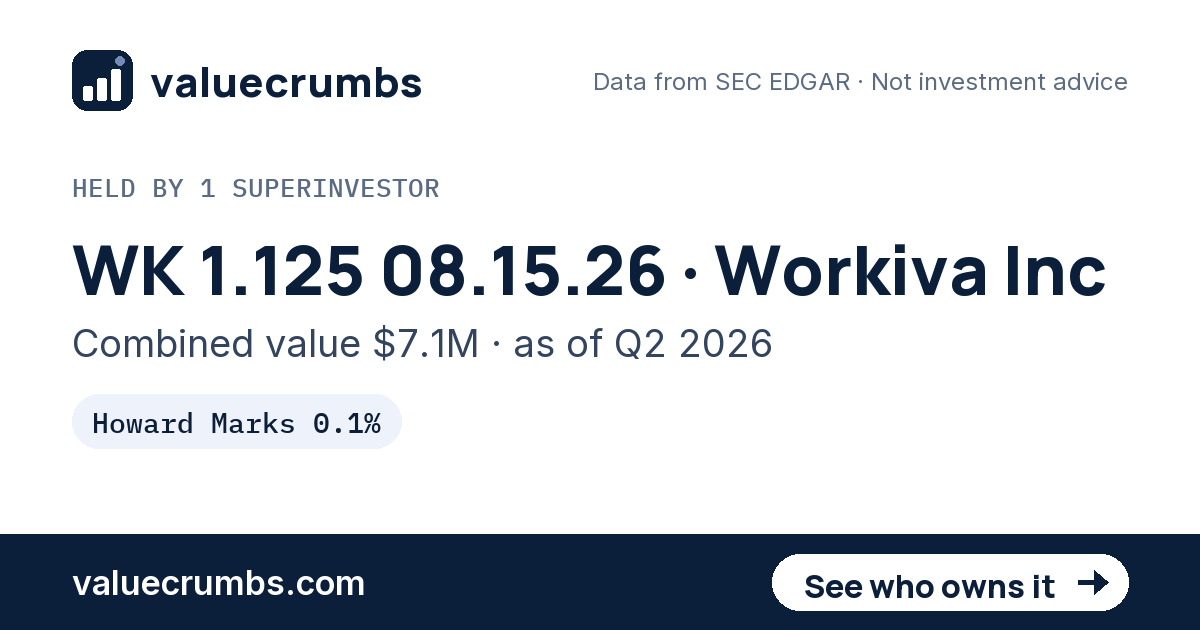 valuecrumbs
Data from SEC EDGAR · Not investment advice
HELD BY 1 SUPERINVESTOR
WK 1.125 08.15.26 · Workiva Inc
Combined value $7.1M · as of Q2 2026
Howard Marks 0.1%
valuecrumbs.com
See who owns it →